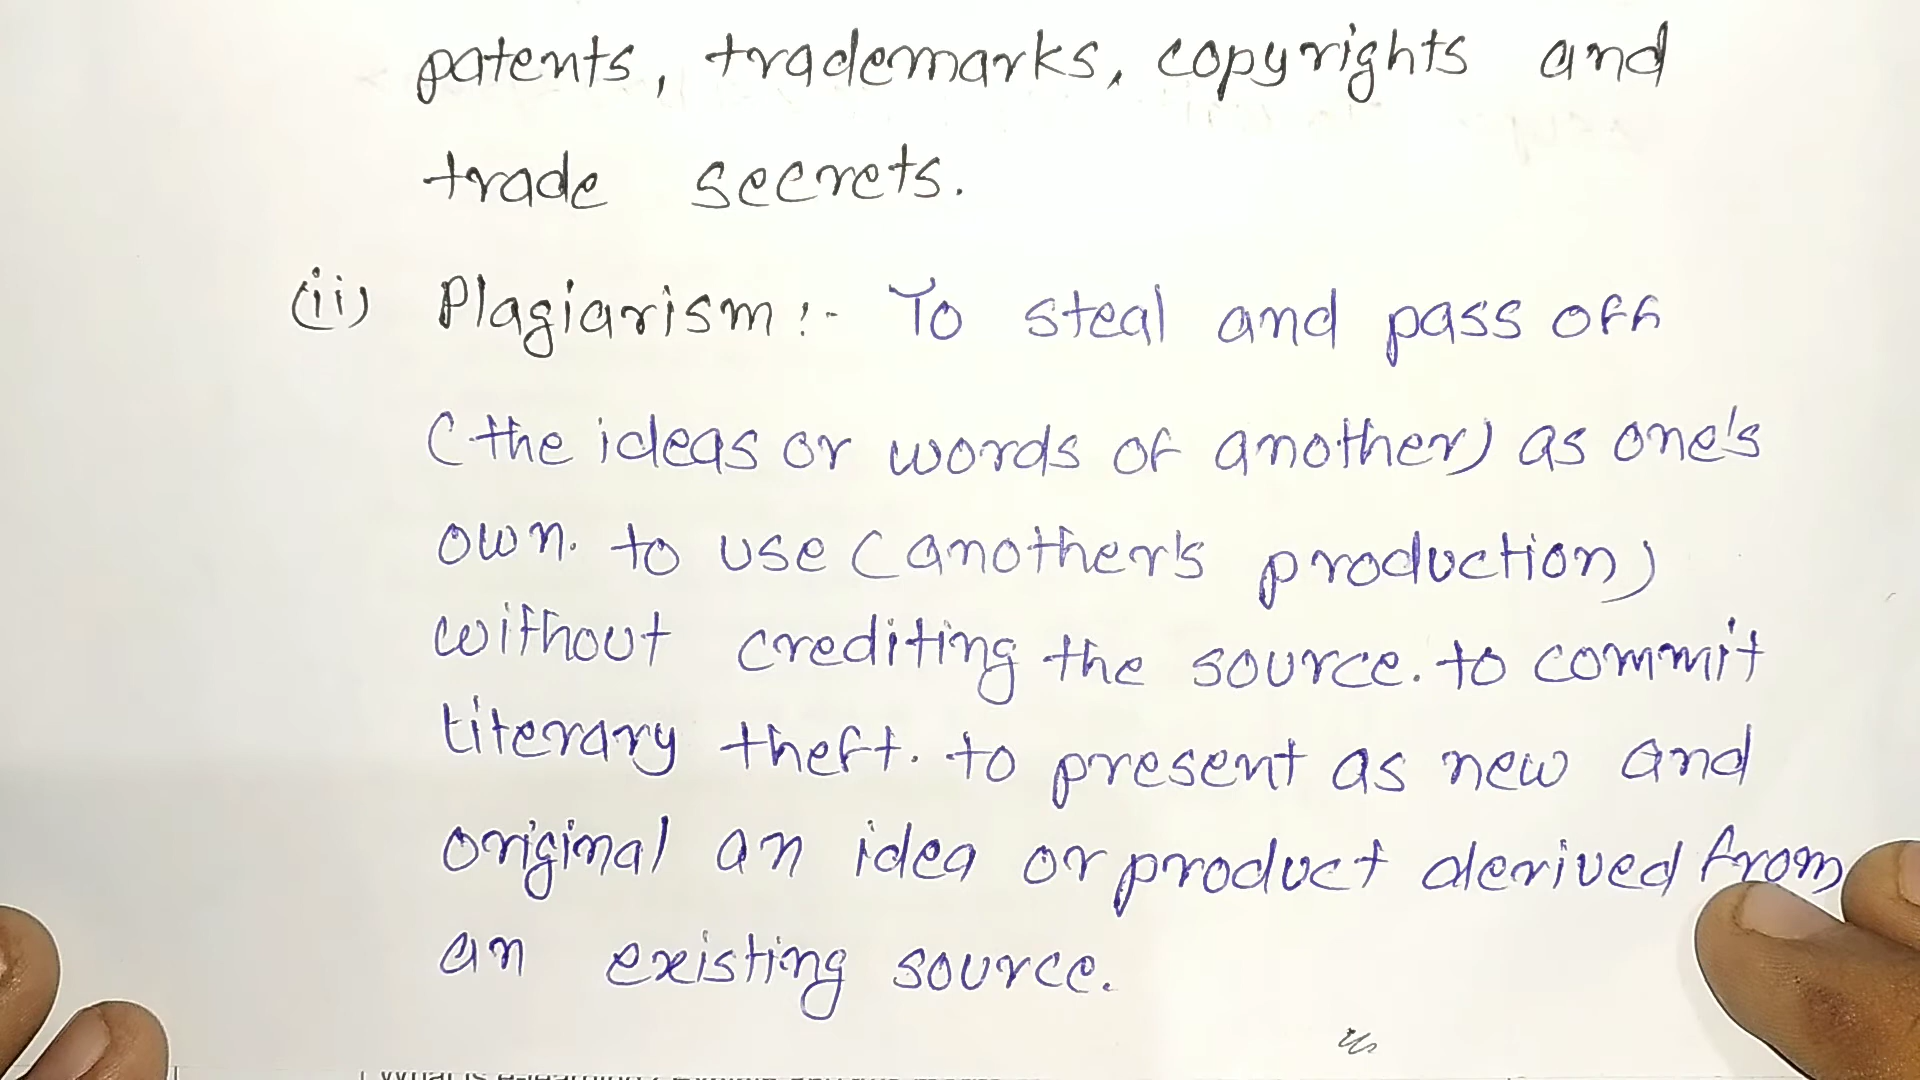 patents, trademarks, copyrights and
trade secrets.
(ii) Plagiarism :- To steal and pass off
(the ideas or words of another) as one's
own. to use (another's production)
without crediting the source. to commit
literary theft. to present as new and
original an idea or product derived from
an existing source.